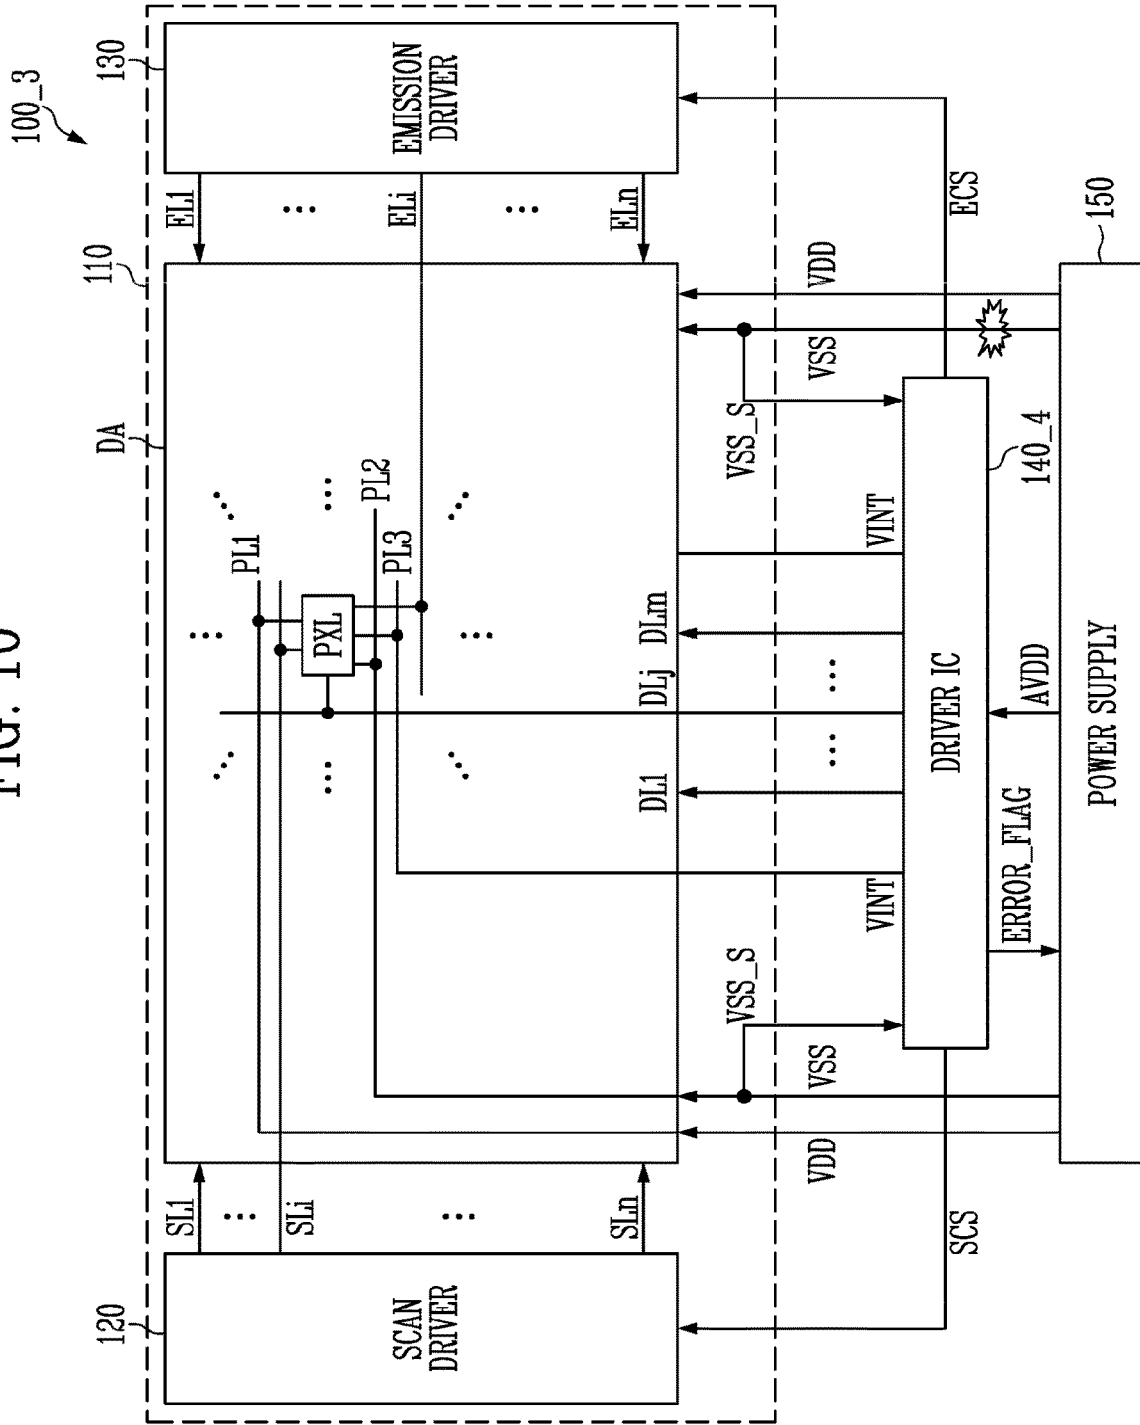 FIG. 10
100_3
120
DA
110
130
SL1
EL1
PL1
SLi
PXL
PL2
PL3
ELi
SCAN
DRIVER
EMISSION
DRIVER
SLn
DL1
DLj
DLm
ELn
VSS_S
VSS_S
VDD
VSS
VSS
VDD
VINT
VINT
SCS
DRIVER IC
ECS
ERROR_FLAG
AVDD
140_4
POWER SUPPLY
150